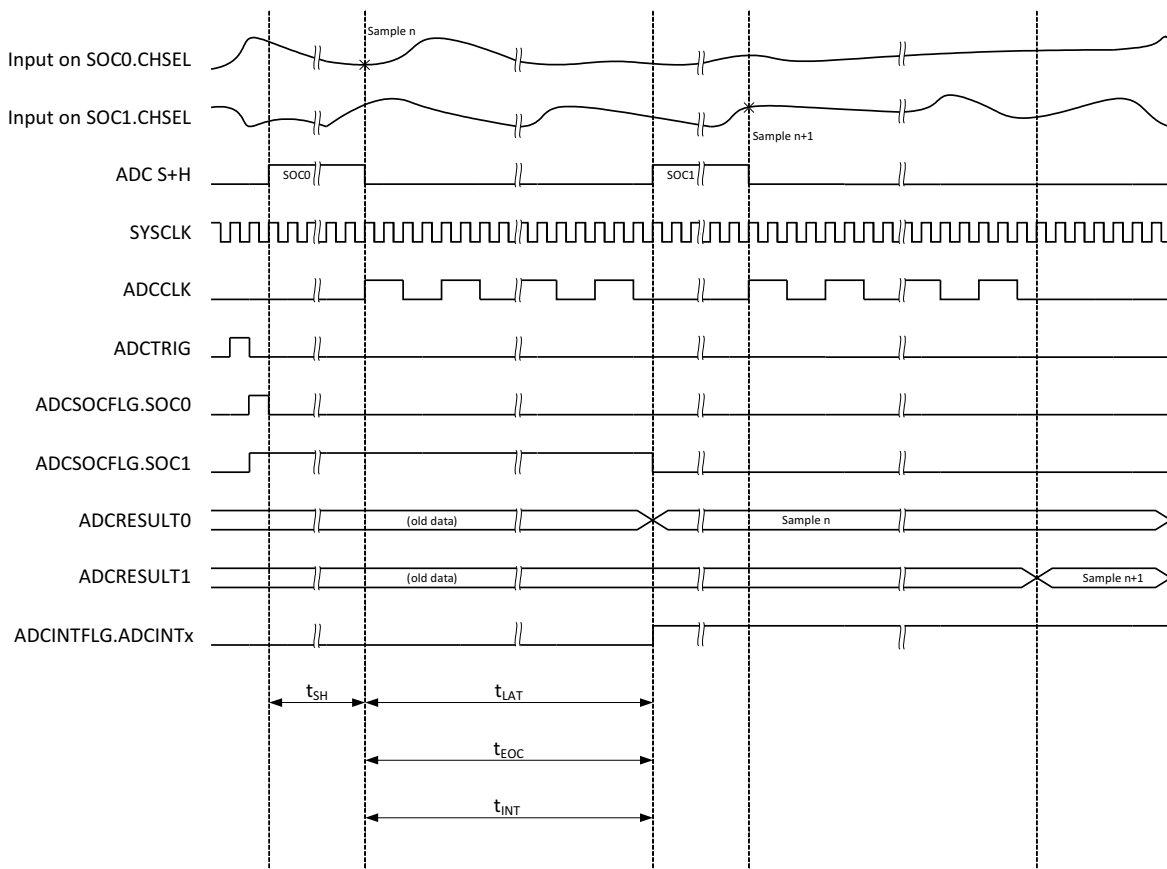 Sample n
Input on SOC0.CHSEL
Input on SOC1.CHSEL
Sample n+1
ADC S+H
SOC0
SOC1
SYSCLK
ADCCLK
ADCTRIG
ADCSOCFLG.SOC0
ADCSOCFLG.SOC1
ADCRESULT0
(old data)
Sample n
ADCRESULT1
(old data)
Sample n+1
ADCINTFLG.ADCINTx
tSH
tLAT
tEOC
tINT